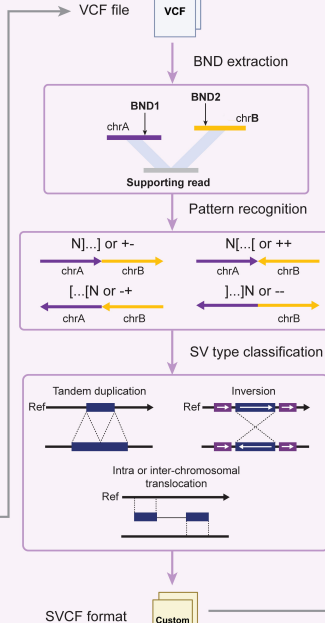 VCF file
VCF
BND extraction
BND1
BND2
chrA
chrB
Supporting read
Pattern recognition
N]...] or +-
N[...[ or ++
chrA
chrB
chrA
chrB
[...[N or -+
]...]N or --
chrA
chrB
chrB
SV type classification
Tandem duplication
Inversion
Ref
Ref
Intra or inter-chromosomal
translocation
Ref
SVCF format
Custom